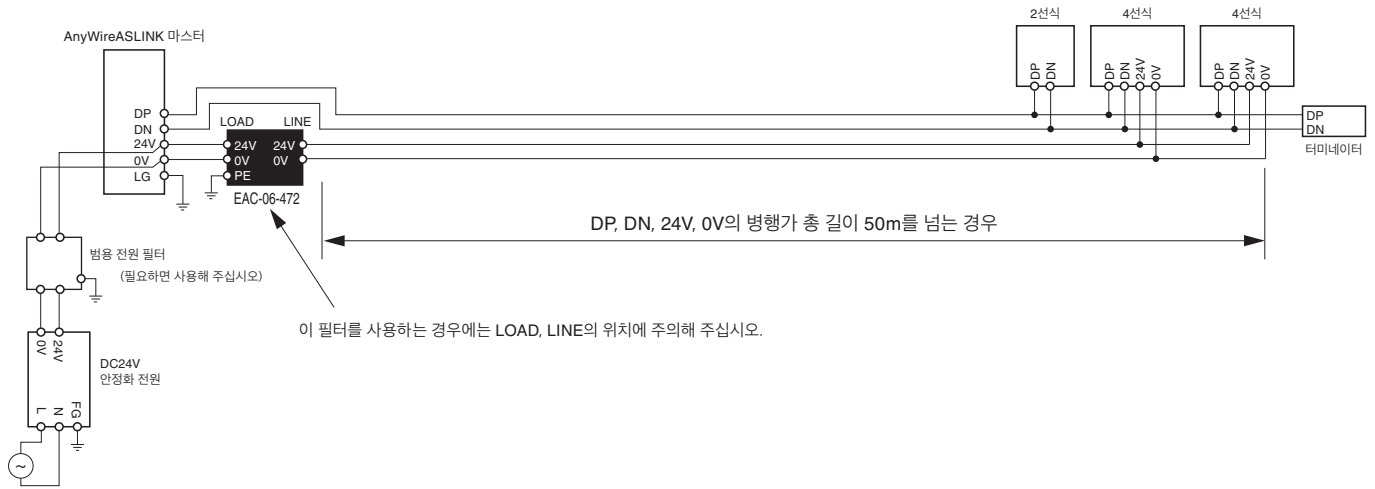 2선식
4선식
4선식
AnyWireASLINK 마스터
DP
DN
24V
0V
DP
DN
24V
0V
DP
DN
DP
DN
24V
0V
LG
LOAD
LINE
24V
24V
0V
0V
PE
EAC-06-472
DP
DN
터미네이터
DP, DN, 24V, 0V의 병행가 총 길이 50m를 넘는 경우
범용 전원 필터
(필요하면 사용해 주십시오)
이 필터를 사용하는 경우에는 LOAD, LINE의 위치에 주의해 주십시오.
0V
24V
DC24V
안정화 전원
L
N
FG
~